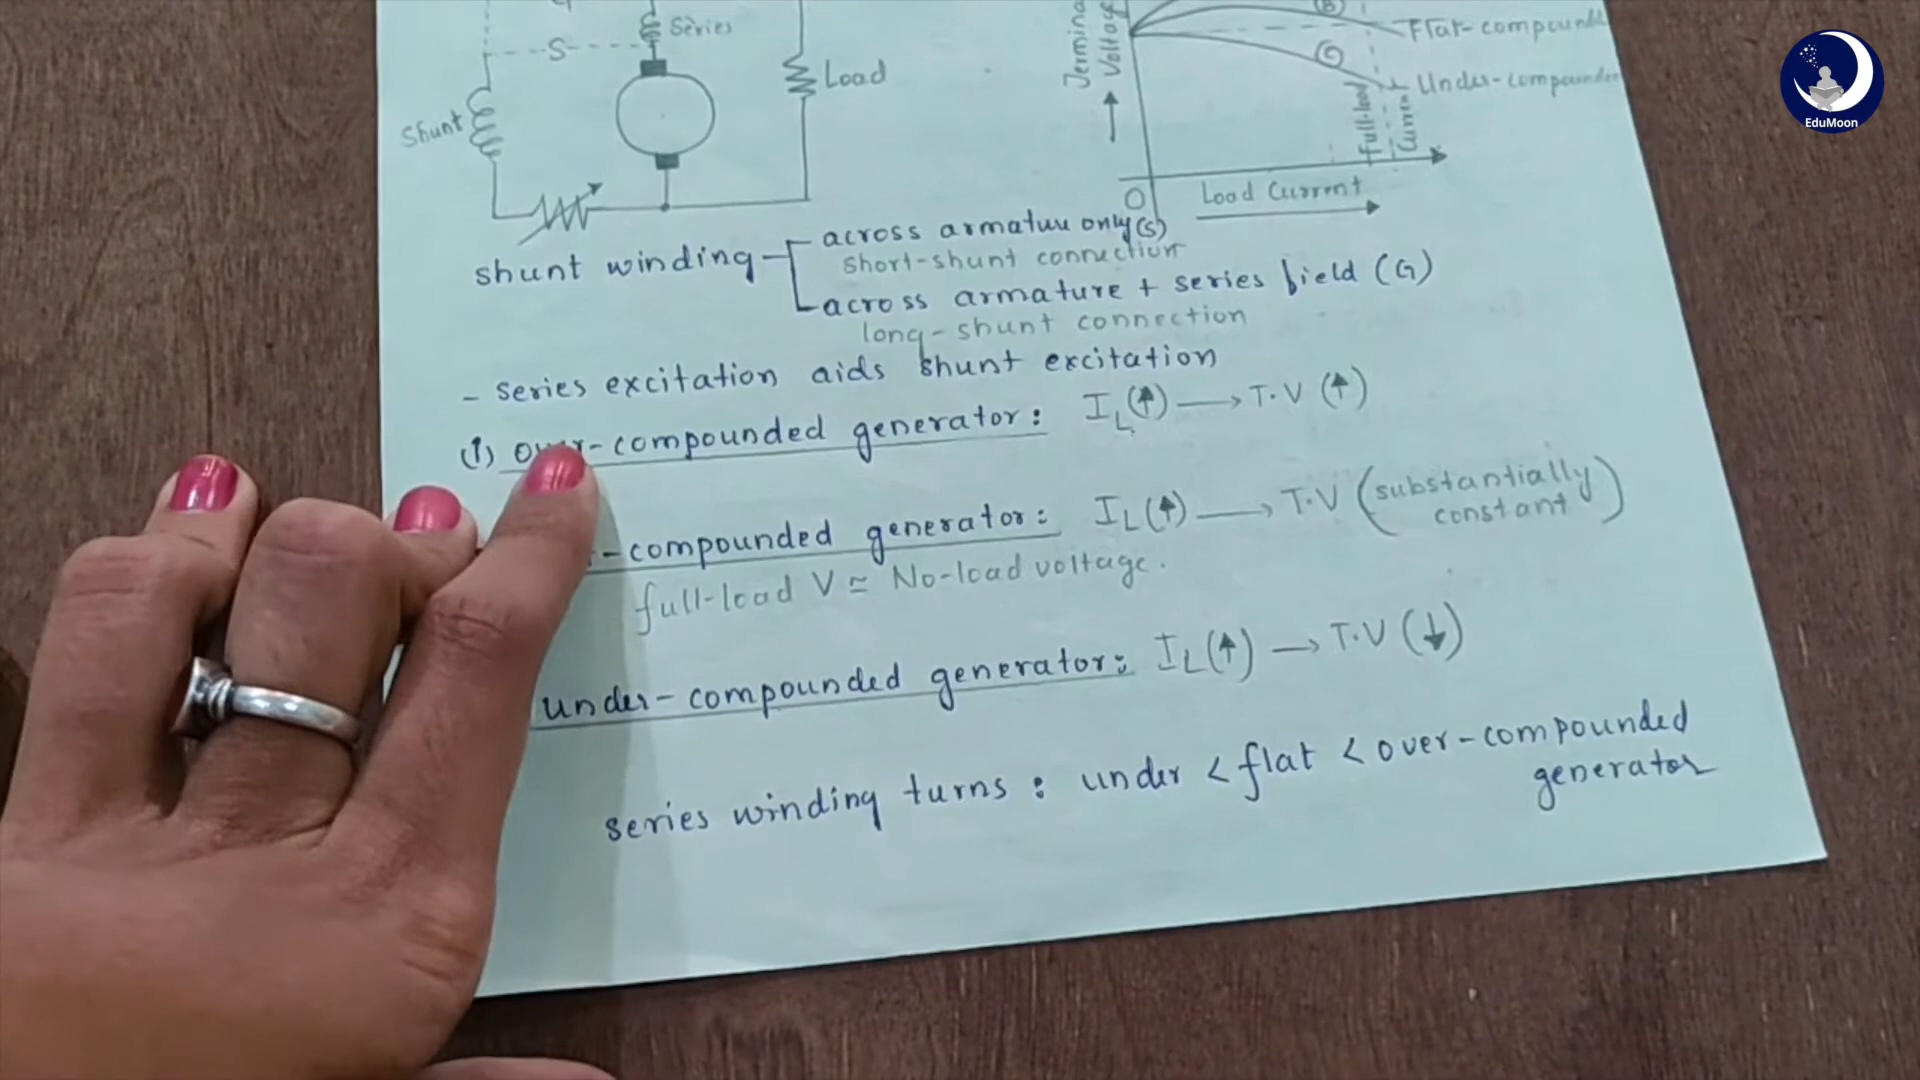 Series
S
Load
Shunt
Terminal
Voltage
B
Flat-compound
G
Under-compounde
Full-load
Curren
O
Load Current
EduMoon
shunt winding
across armature only (s)
short-shunt connection
across armature + series field (G)
long-shunt connection
- series excitation aids shunt excitation
(1) over-compounded generator: IL(↑) → T.V (↑)
-compounded generator: IL(↑) → T.V (substantially
constant)
full-load V ≃ No-load voltage.
under-compounded generator: IL(↑) → T.V (↓)
series winding turns : under < flat < over-compounded
generator